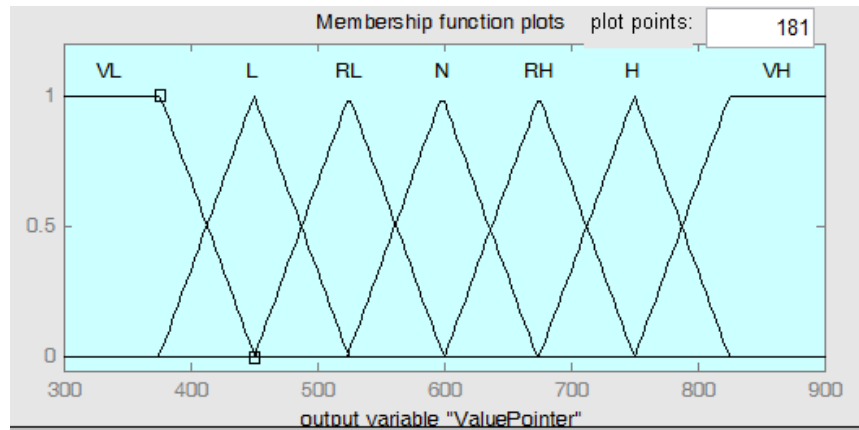 Membership function plots plot points: 181
VL L RL N RH H VH
1
0.5
0
300 400 500 600 700 800 900
output variable "ValuePointer"